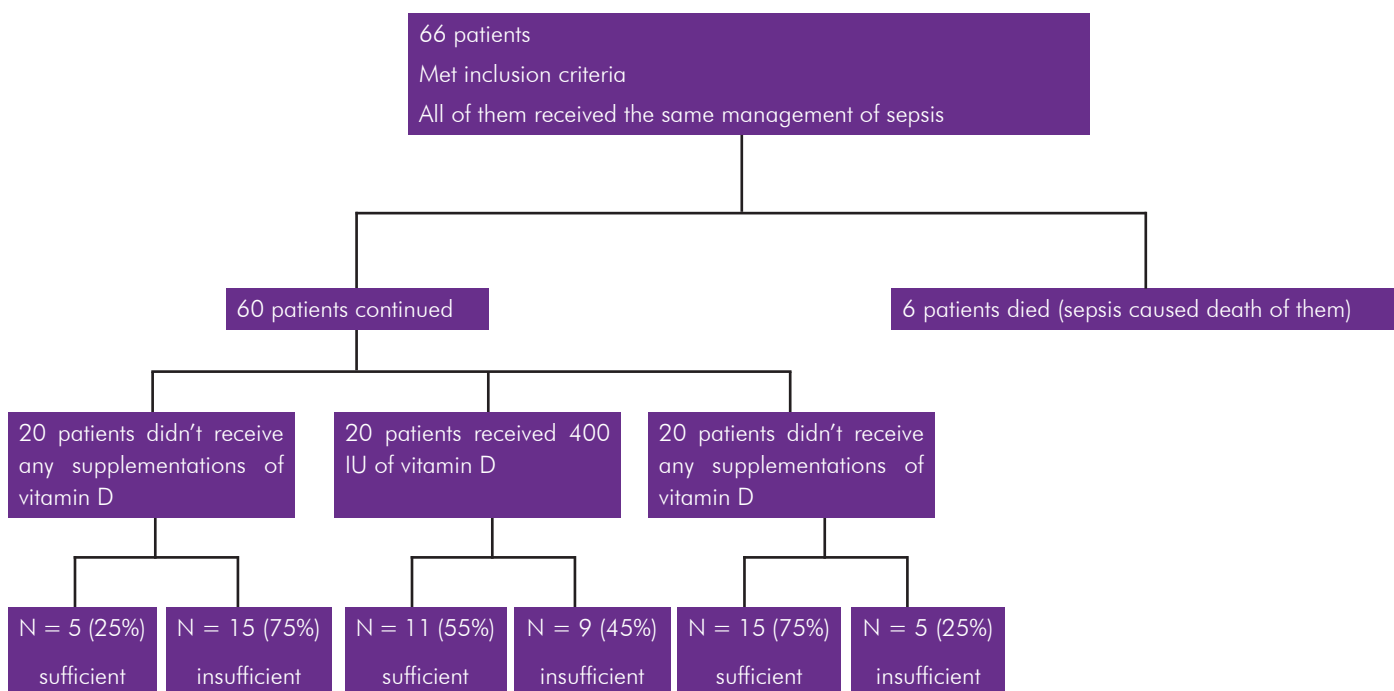 66 patients
Met inclusion criteria
All of them received the same management of sepsis
60 patients continued
6 patients died (sepsis caused death of them)
20 patients didn't receive
any supplementations of
vitamin D
20 patients received 400
IU of vitamin D
20 patients didn't receive
any supplementations of
vitamin D
N = 5 (25%)
sufficient
N = 15 (75%)
insufficient
N = 11 (55%)
sufficient
N = 9 (45%)
insufficient
N = 15 (75%)
sufficient
N = 5 (25%)
insufficient